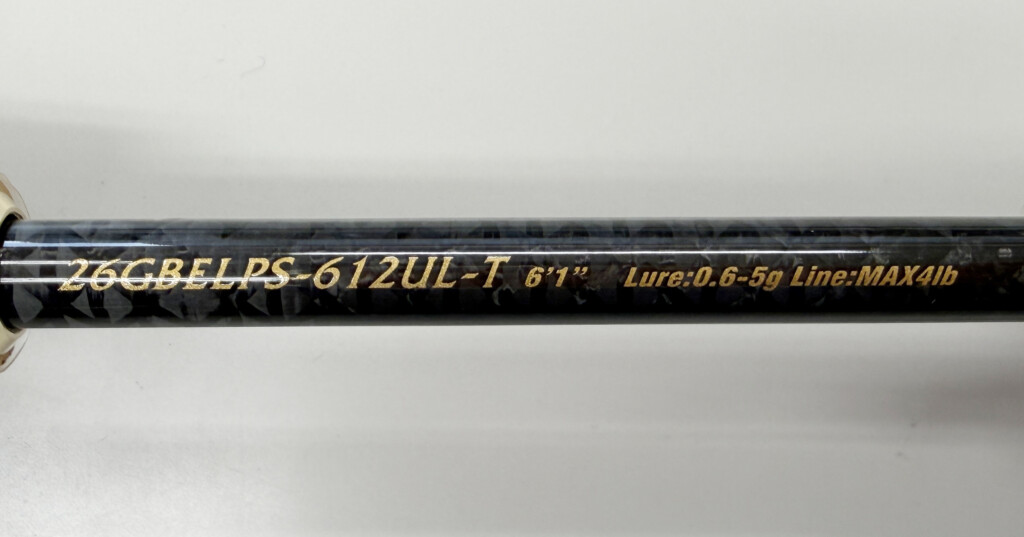 26GBELPS-612UL-T 6'1” Lure:0.6-5g Line:MAX4lb